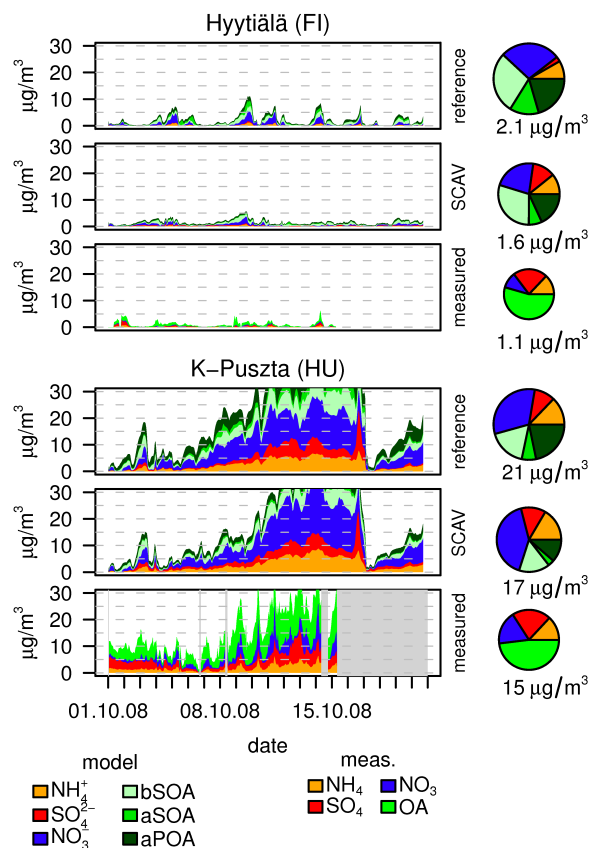 Hyytiälä (FI)
30
20
10
0
µg/m³
reference
2.1 µg/m³
30
20
10
0
µg/m³
SCAV
1.6 µg/m³
30
20
10
0
µg/m³
measured
1.1 µg/m³
K−Puszta (HU)
30
20
10
0
µg/m³
reference
21 µg/m³
30
20
10
0
µg/m³
SCAV
17 µg/m³
30
20
10
0
µg/m³
measured
15 µg/m³
01.10.08 08.10.08 15.10.08
date
model meas.
NH₄⁺ bSOA NH₄ NO₃
SO₄²⁻ aSOA SO₄ OA
NO₃⁻ aPOA